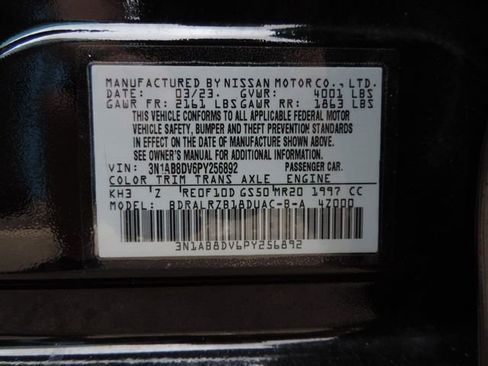 MANUFACTURED BY NISSAN MOTOR CO., LTD.
DATE: 03/23. GVWR: 4001 LBS
GAWR FR: 2161 LBS GAWR RR: 1863 LBS
THIS VEHICLE CONFORMS TO ALL APPLICABLE FEDERAL MOTOR
VEHICLE SAFETY, BUMPER AND THEFT PREVENTION STANDARDS
IN EFFECT ON THE DATE OF MANUFACTURE SHOWN ABOVE.
SEE OWNER'S MANUAL FOR ADDITIONAL INFORMATION.
VIN: 3N1AB8DV6PY256892 PASSENGER CAR.
COLOR TRIM TRANS AXLE ENGINE
KH3 Z RE0F10D GS50 MR20 1997 CC
MODEL: BDRALRZB18DUAC-B-A 4Z000
3N1AB8DV6PY256892